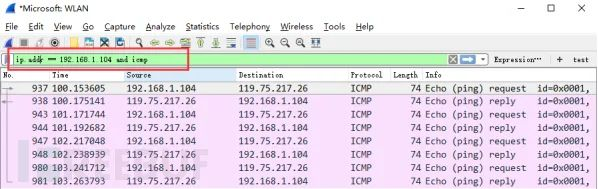 *Microsoft: WLAN
File Edit View Go Capture Analyze Statistics Telephony Wireless Tools Help
ip.addr == 192.168.1.104 and icmp Expression… + test
No. Time Source Destination Protocol Length Info
937 100.153605 192.168.1.104 119.75.217.26 ICMP 74 Echo (ping) request id=0x0001,
938 100.175141 119.75.217.26 192.168.1.104 ICMP 74 Echo (ping) reply id=0x0001,
943 101.171744 192.168.1.104 119.75.217.26 ICMP 74 Echo (ping) request id=0x0001,
944 101.192682 119.75.217.26 192.168.1.104 ICMP 74 Echo (ping) reply id=0x0001,
947 102.217048 192.168.1.104 119.75.217.26 ICMP 74 Echo (ping) request id=0x0001,
948 102.238939 119.75.217.26 192.168.1.104 ICMP 74 Echo (ping) reply id=0x0001,
980 103.241712 192.168.1.104 119.75.217.26 ICMP 74 Echo (ping) request id=0x0001,
981 103.263793 119.75.217.26 192.168.1.104 ICMP 74 Echo (ping) reply id=0x0001,